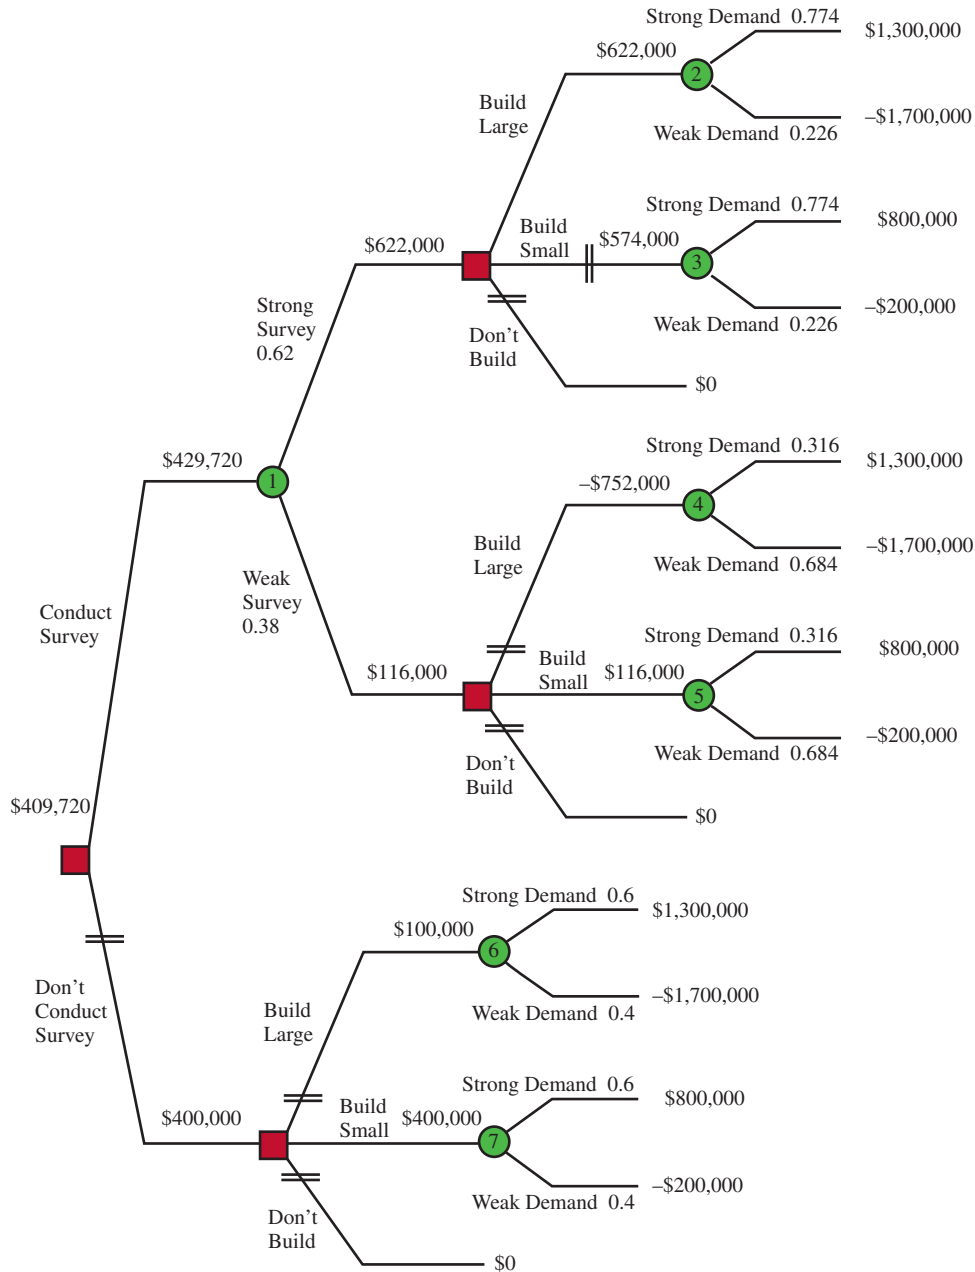 Strong Demand 0.774
$1,300,000
$622,000
2
Build
Large
–$1,700,000
Weak Demand 0.226
Strong Demand 0.774
$800,000
Build
Small
$574,000
3
$622,000
–$200,000
Weak Demand 0.226
Strong
Survey
0.62
Don't
Build
$0
$429,720
1
Strong Demand 0.316
$1,300,000
–$752,000
4
Build
Large
–$1,700,000
Weak Demand 0.684
Weak
Survey
0.38
Conduct
Survey
Strong Demand 0.316
$800,000
Build
Small
$116,000
$116,000
5
–$200,000
Weak Demand 0.684
Don't
Build
$0
$409,720
Strong Demand 0.6
$1,300,000
$100,000
6
–$1,700,000
Weak Demand 0.4
Don't
Conduct
Survey
Build
Large
Strong Demand 0.6
$800,000
Build
Small
$400,000
$400,000
7
–$200,000
Weak Demand 0.4
Don't
Build
$0